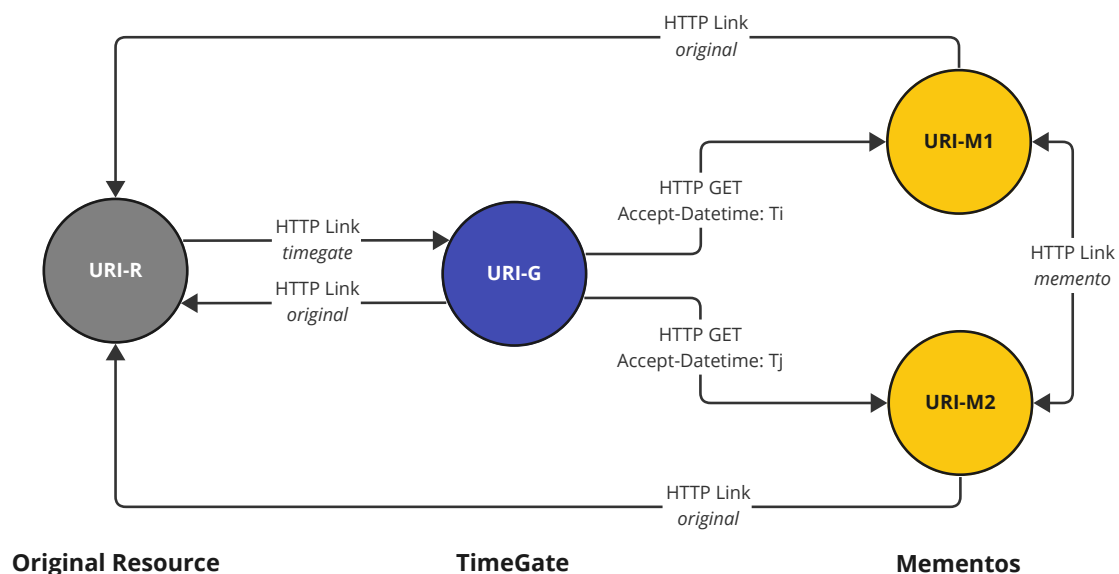 HTTP Link
original
URI-M1
HTTP GET
Accept-Datetime: Ti
HTTP Link
timegate
URI-R
URI-G
HTTP Link
memento
HTTP Link
original
HTTP GET
Accept-Datetime: Tj
URI-M2
HTTP Link
original
Original Resource
TimeGate
Mementos